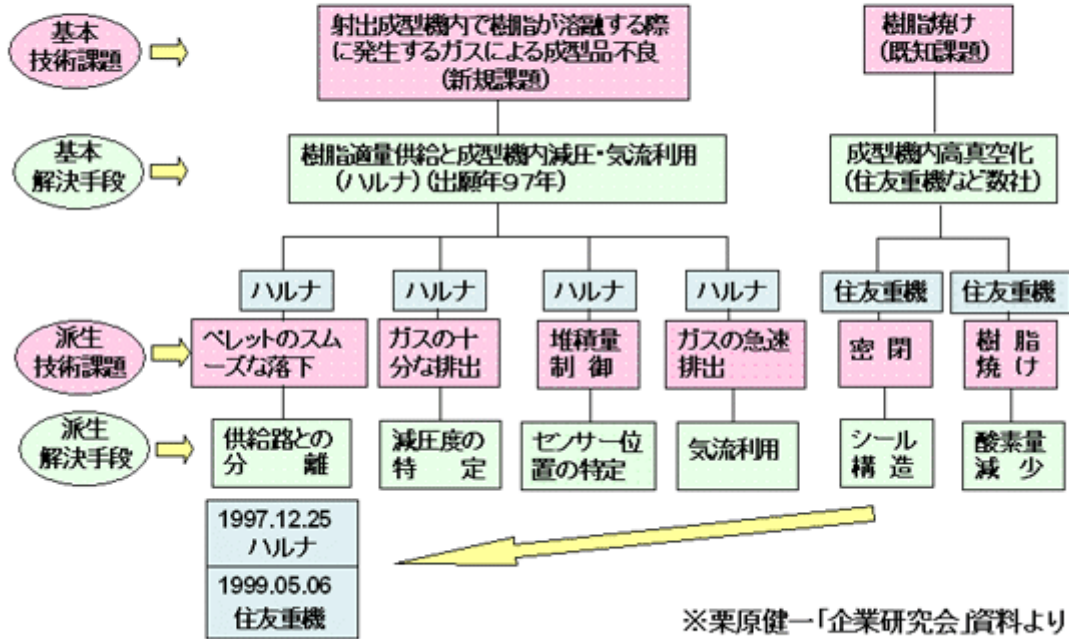 基本
技術課題
射出成型機内で樹脂が溶融する際
に発生するガスによる成型品不良
(新規課題)
樹脂焼け
(既知課題)
基本
解決手段
樹脂適量供給と成型機内減圧・気流利用
(ハルナ)(出願年97年)
成型機内高真空化
(住友重機など数社)
ハルナ
ハルナ
ハルナ
ハルナ
住友重機
住友重機
派生
技術課題
ペレットのスム
ーズな落下
ガスの十
分な排出
堆積量
制御
ガスの急速
排出
密閉
樹脂
焼け
派生
解決手段
供給路との
分離
減圧度の
特定
センサー位
置の特定
気流利用
シール
構造
酸素量
減少
1997.12.25
ハルナ
1999.05.06
住友重機
※栗原健一「企業研究会」資料より